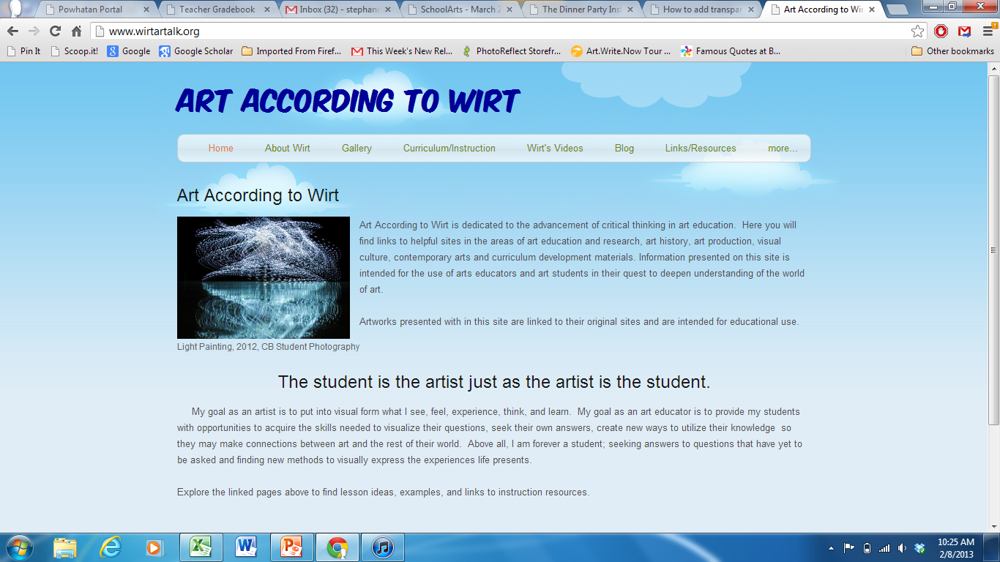 Powhatan Portal
Teacher Gradebook
Inbox (32) - stephani
SchoolArts - March 2
The Dinner Party Inst
How to add transpar
Art According to Wir
www.wirtartalk.org
Pin It
Scoop.it!
Google
Google Scholar
Imported From Firef...
This Week's New Rel...
PhotoReflect Storefr...
Art.Write.Now Tour ...
Famous Quotes at B...
Other bookmarks
ART ACCORDING TO WIRT
Home
About Wirt
Gallery
Curriculum/Instruction
Wirt's Videos
Blog
Links/Resources
more...
Art According to Wirt
Art According to Wirt is dedicated to the advancement of critical thinking in art education.  Here you will
find links to helpful sites in the areas of art education and research, art history, art production, visual
culture, contemporary arts and curriculum development materials. Information presented on this site is
intended for the use of arts educators and art students in their quest to deepen understanding of the world
of art.
Artworks presented with in this site are linked to their original sites and are intended for educational use.
Light Painting, 2012, CB Student Photography
The student is the artist just as the artist is the student.
My goal as an artist is to put into visual form what I see, feel, experience, think, and learn.  My goal as an art educator is to provide my students
with opportunities to acquire the skills needed to visualize their questions, seek their own answers, create new ways to utilize their knowledge  so
they may make connections between art and the rest of their world.  Above all, I am forever a student; seeking answers to questions that have yet to
be asked and finding new methods to visually express the experiences life presents.
Explore the linked pages above to find lesson ideas, examples, and links to instruction resources.
10:25 AM
2/8/2013